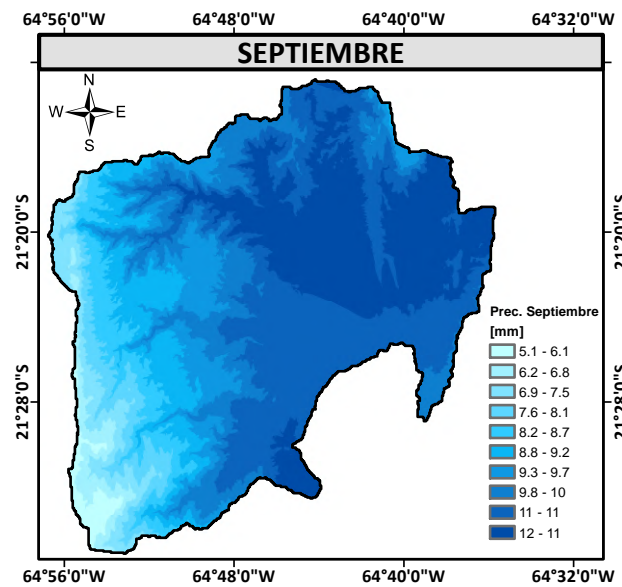 64°56'0"W 64°48'0"W 64°40'0"W 64°32'0"W
SEPTIEMBRE
N
W E
S
21°20'0"S 21°20'0"S
21°28'0"S 21°28'0"S
Prec. Septiembre
[mm]
5.1 - 6.1
6.2 - 6.8
6.9 - 7.5
7.6 - 8.1
8.2 - 8.7
8.8 - 9.2
9.3 - 9.7
9.8 - 10
11 - 11
12 - 11
64°56'0"W 64°48'0"W 64°40'0"W 64°32'0"W